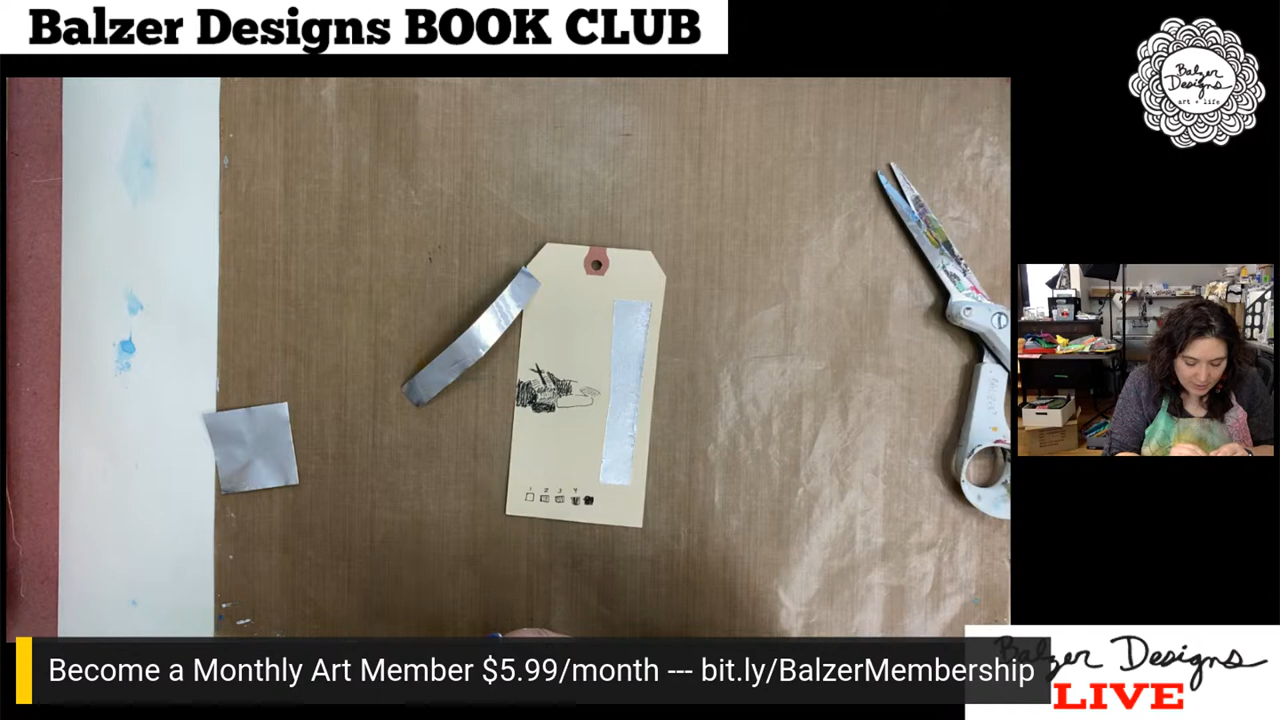 Balzer Designs BOOK CLUB
Balzer
Designs
art + life
1 2 3 4
Become a Monthly Art Member $5.99/month --- bit.ly/BalzerMembership
Balzer Designs
LIVE